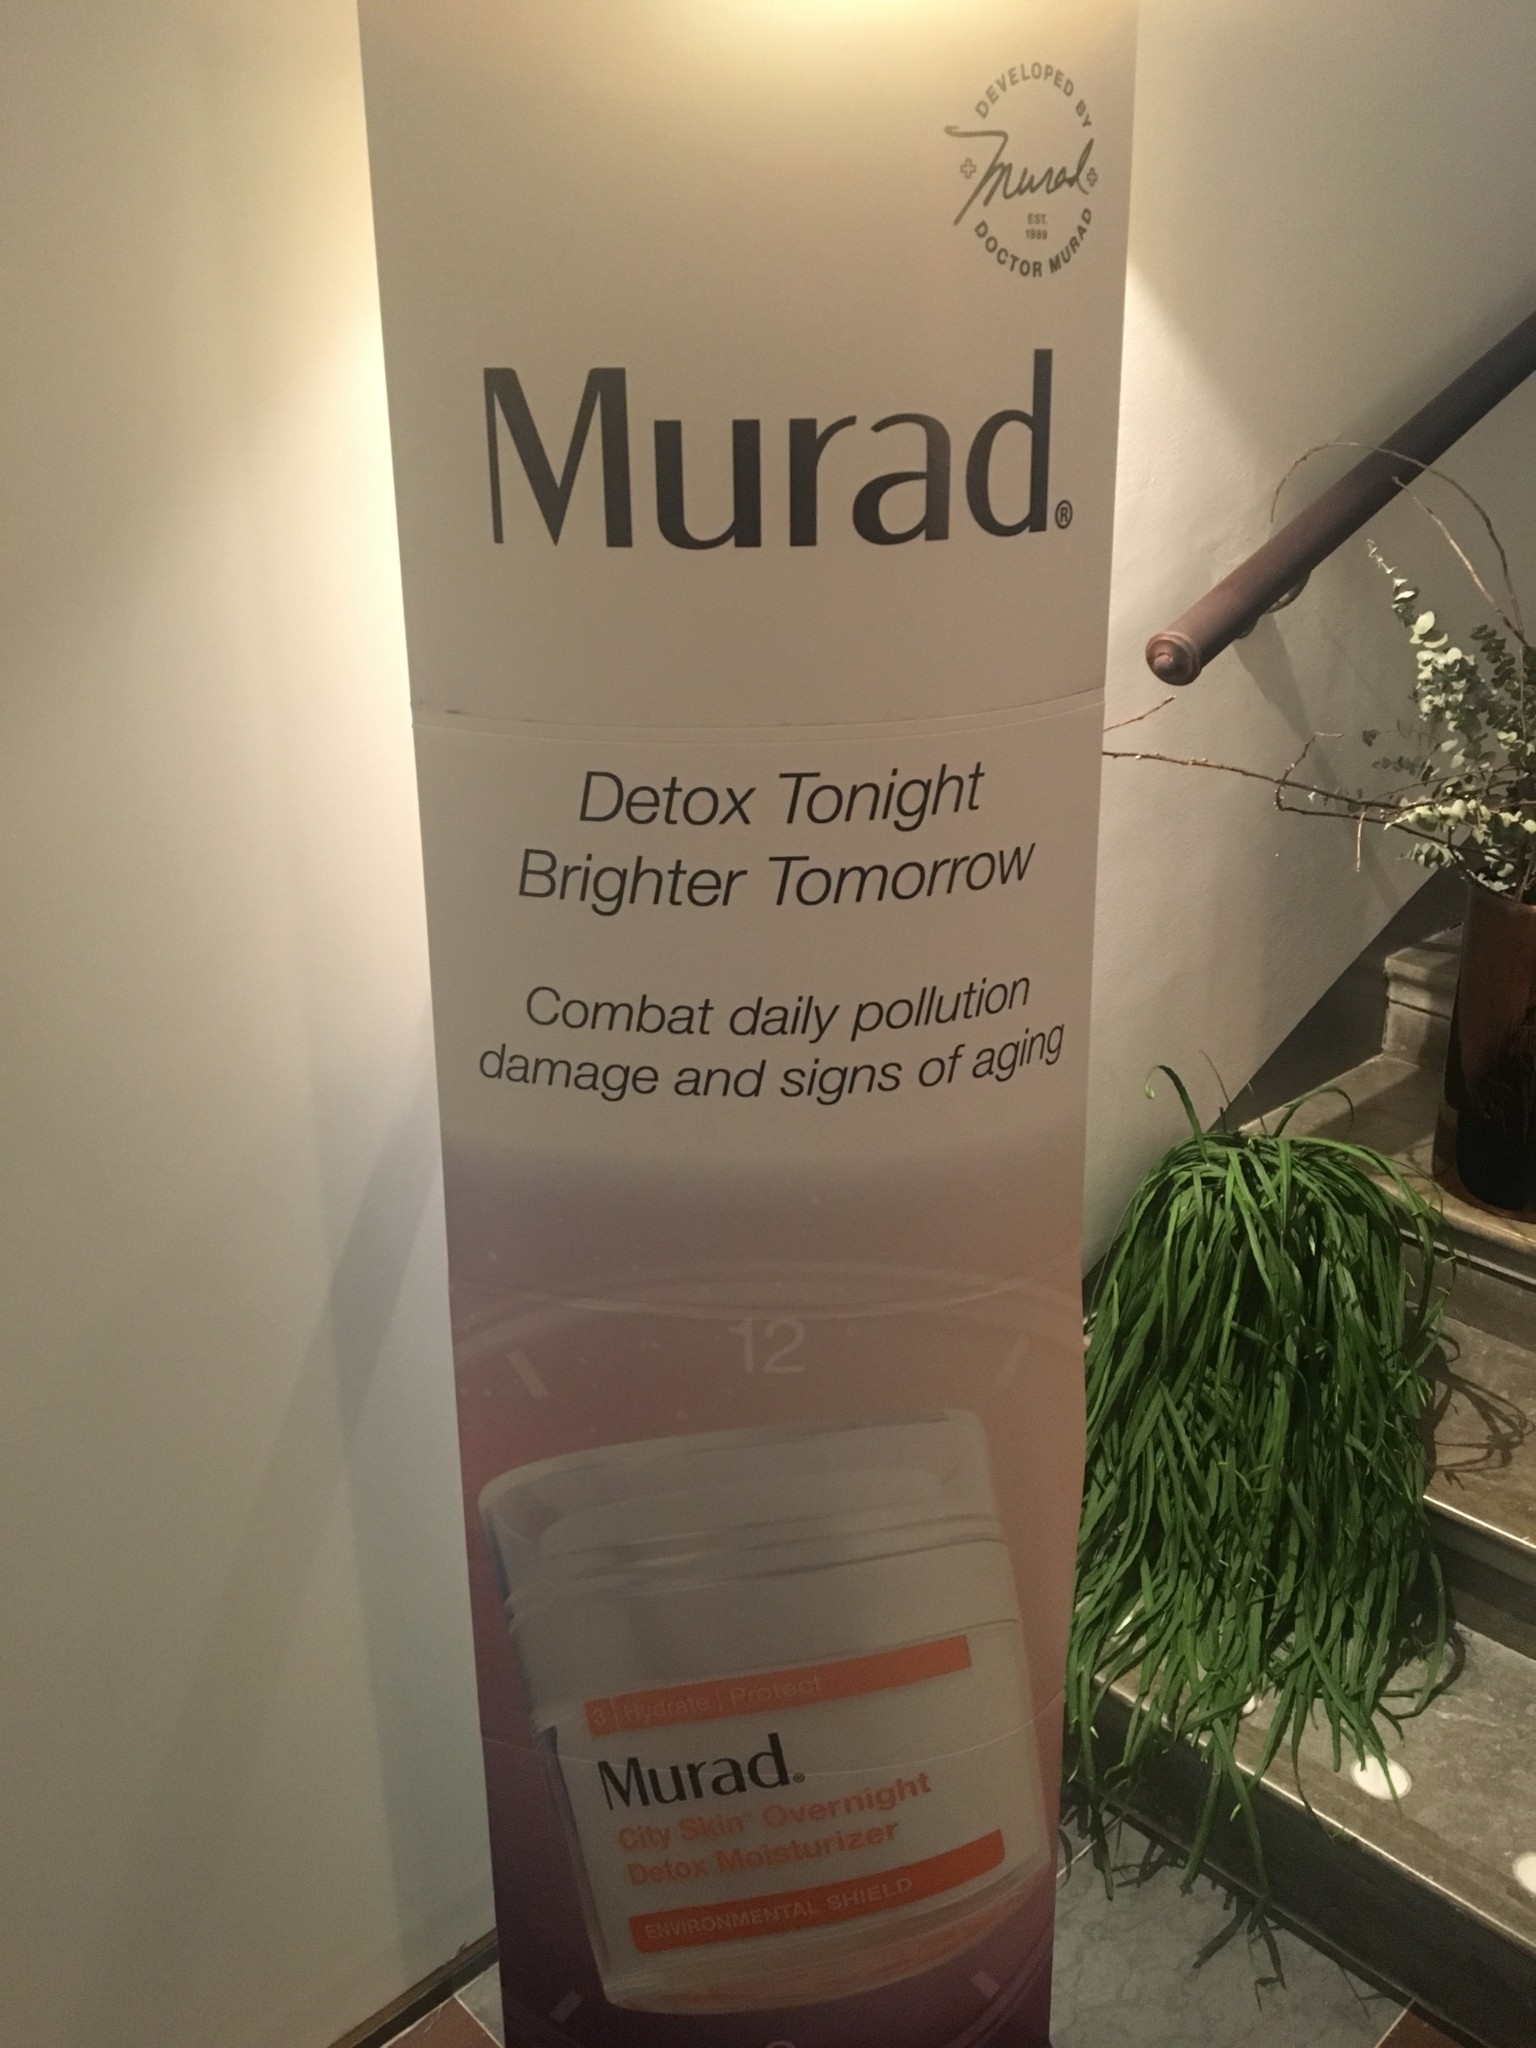 DEVELOPED BY
Murad
EST.
1989
DOCTOR MURAD
Murad®
Detox Tonight
Brighter Tomorrow
Combat daily pollution
damage and signs of aging
12
3 | Hydrate | Protect
Murad®
City Skin® Overnight
Detox Moisturizer
ENVIRONMENTAL SHIELD